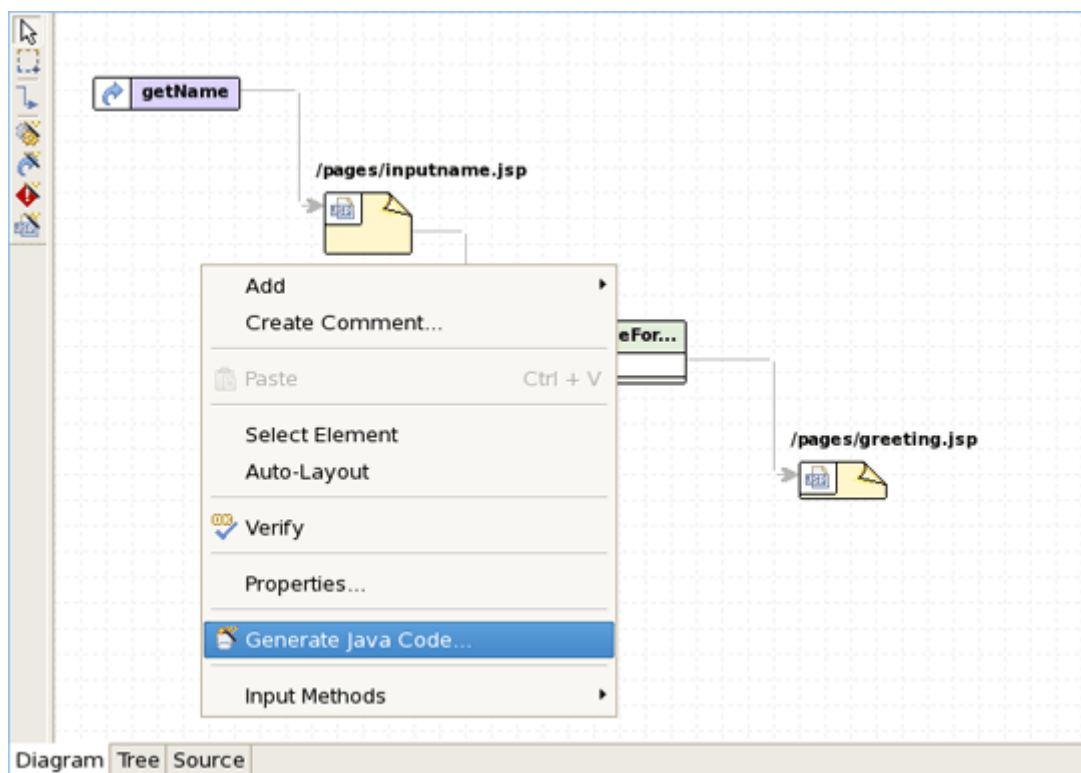 getName
/pages/inputname.jsp
Add
Create Comment...
eFor...
Paste Ctrl + V
Select Element
/pages/greeting.jsp
Auto-Layout
Verify
Properties...
Generate Java Code...
Input Methods
Diagram Tree Source